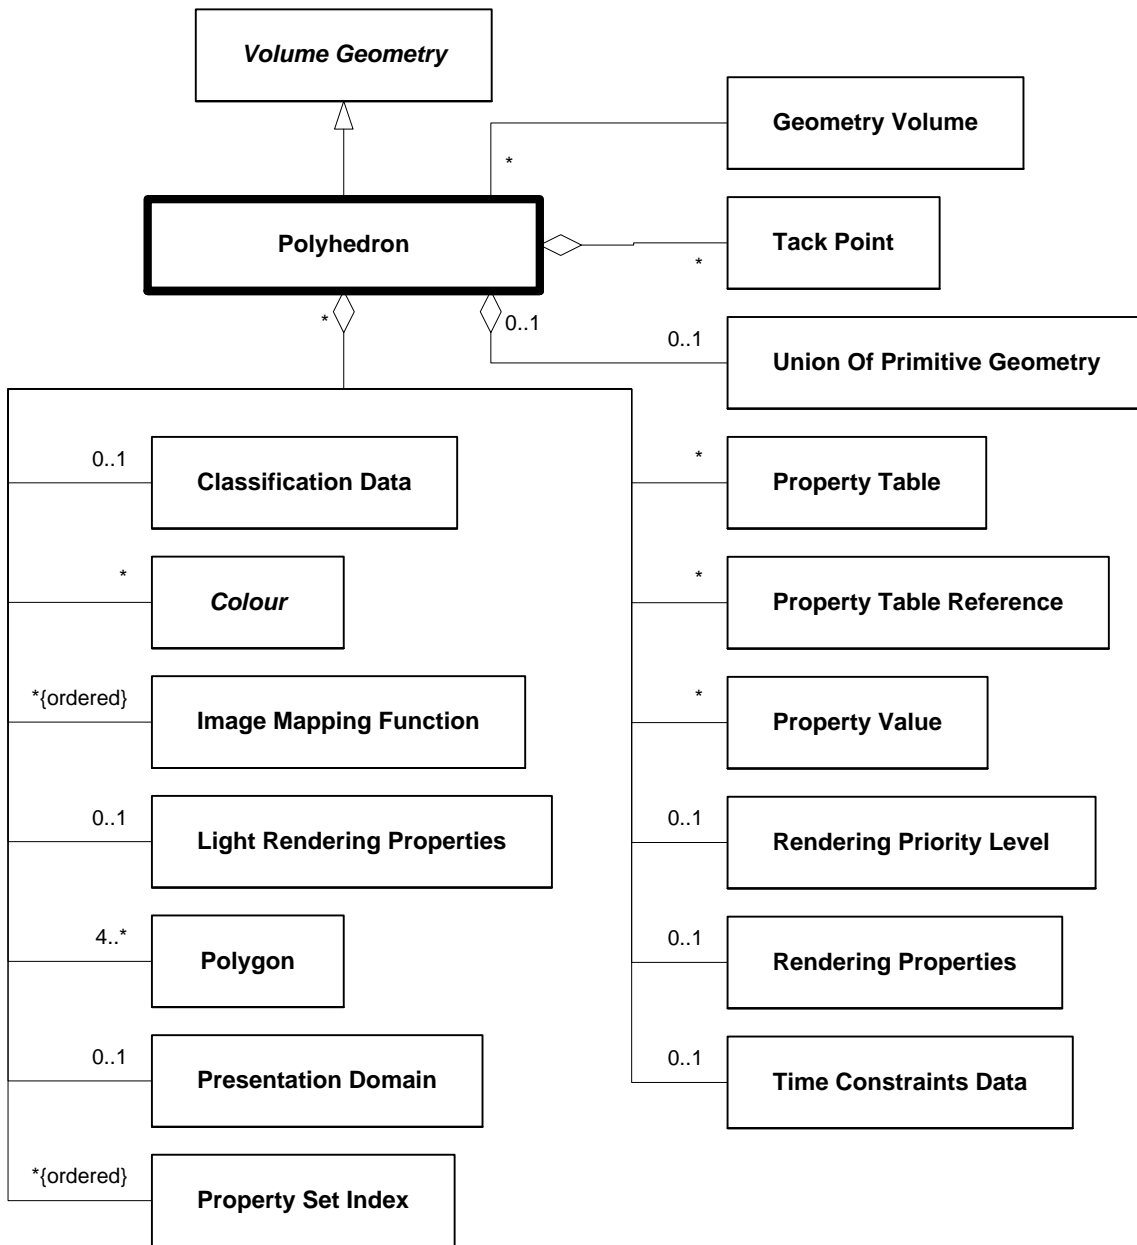 Volume Geometry
Geometry Volume
*
Polyhedron
Tack Point
*
*
0..1
0..1
Union Of Primitive Geometry
0..1
Classification Data
*
Property Table
*
Colour
*
Property Table Reference
*{ordered}
Image Mapping Function
*
Property Value
0..1
Light Rendering Properties
0..1
Rendering Priority Level
4..*
Polygon
0..1
Rendering Properties
0..1
Presentation Domain
0..1
Time Constraints Data
*{ordered}
Property Set Index